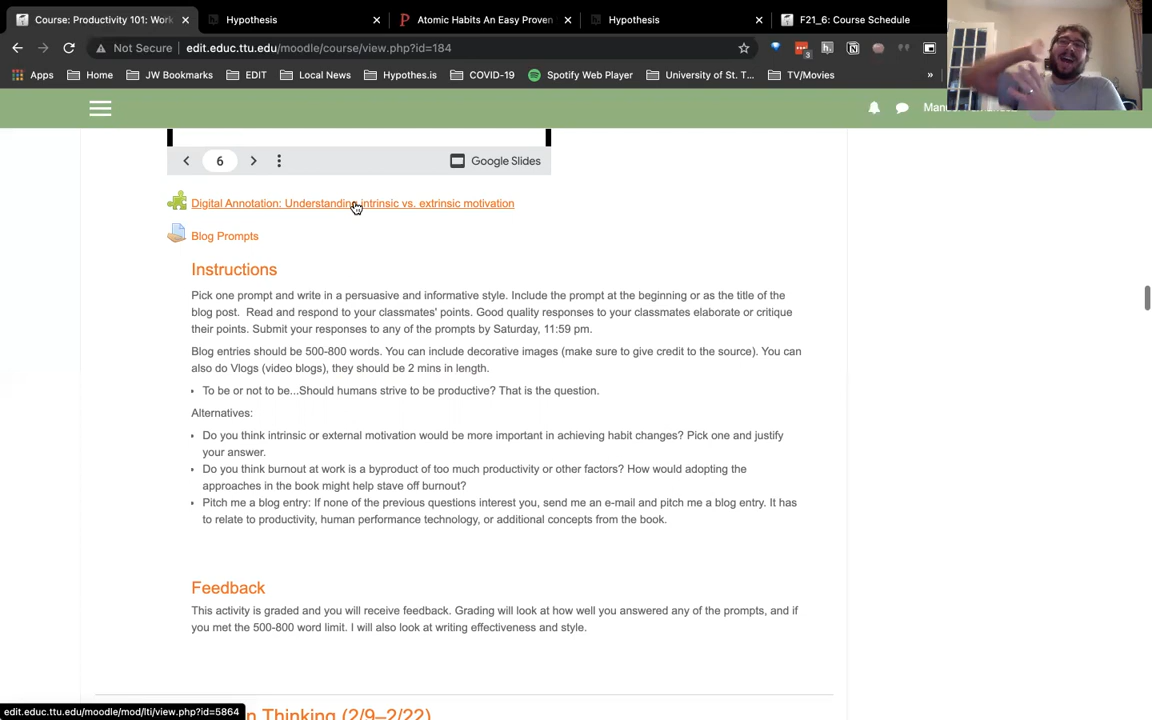 Course: Productivity 101: Work
Hypothesis
Atomic Habits An Easy Proven
Hypothesis
F21_6: Course Schedule
Not Secure
edit.educ.ttu.edu/moodle/course/view.php?id=184
3
Apps
Home
JW Bookmarks
EDIT
Local News
Hypothes.is
COVID-19
Spotify Web Player
University of St. T...
TV/Movies
»
6
Google Slides
Digital Annotation: Understanding intrinsic vs. extrinsic motivation
Blog Prompts
Instructions
Pick one prompt and write in a persuasive and informative style. Include the prompt at the beginning or as the title of the
blog post.  Read and respond to your classmates' points. Good quality responses to your classmates elaborate or critique
their points. Submit your responses to any of the prompts by Saturday, 11:59 pm.
Blog entries should be 500-800 words. You can include decorative images (make sure to give credit to the source). You can
also do Vlogs (video blogs), they should be 2 mins in length.
• To be or not to be...Should humans strive to be productive? That is the question.
Alternatives:
• Do you think intrinsic or external motivation would be more important in achieving habit changes? Pick one and justify
your answer.
• Do you think burnout at work is a byproduct of too much productivity or other factors? How would adopting the
approaches in the book might help stave off burnout?
• Pitch me a blog entry: If none of the previous questions interest you, send me an e-mail and pitch me a blog entry. It has
to relate to productivity, human performance technology, or additional concepts from the book.
Feedback
This activity is graded and you will receive feedback. Grading will look at how well you answered any of the prompts, and if
you met the 500-800 word limit. I will also look at writing effectiveness and style.
edit.educ.ttu.edu/moodle/mod/lti/view.php?id=5864
n Thinking (2/9–2/22)